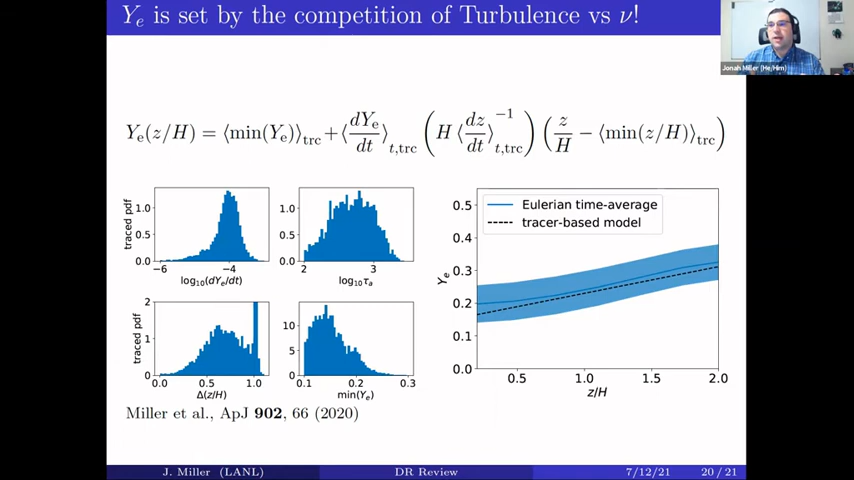 Yₑ is set by the competition of Turbulence vs ν!
Jonah Miller (He/Him)
Yₑ(z/H) = ⟨min(Yₑ)⟩trc + ⟨dYₑ/dt⟩t,trc (H ⟨dz/dt⟩⁻¹t,trc) (z/H − ⟨min(z/H)⟩trc)
traced pdf
1.0
0.5
0.0
−6
−4
log₁₀(dYₑ/dt)
1.0
0.5
0.0
2
3
log₁₀τₐ
traced pdf
2
1
0
0.0
0.5
1.0
Δ(z/H)
10
5
0.1
0.2
0.3
min(Yₑ)
Yₑ
0.5
0.4
0.3
0.2
0.1
0.0
Eulerian time-average
tracer-based model
0.5
1.0
1.5
2.0
z/H
Miller et al., ApJ 902, 66 (2020)
J. Miller (LANL)
DR Review
7/12/21
20 / 21